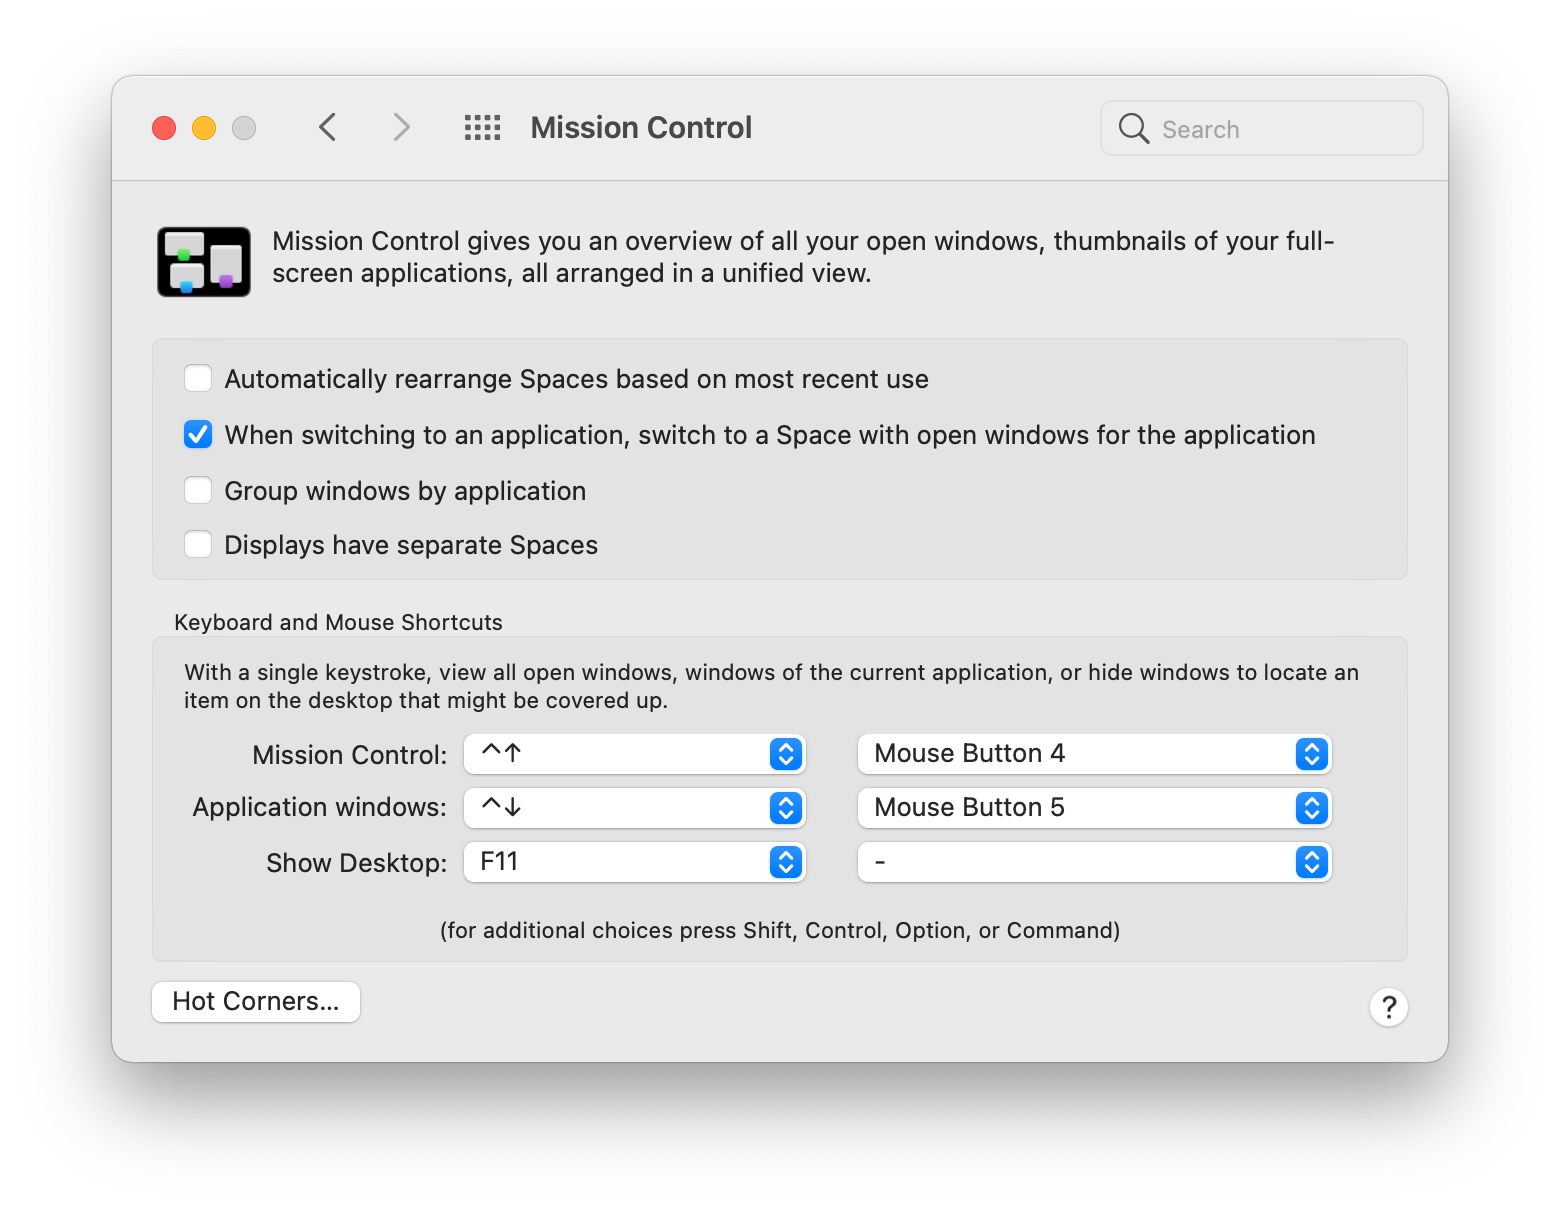 Mission Control
Search
Mission Control gives you an overview of all your open windows, thumbnails of your full-
screen applications, all arranged in a unified view.
Automatically rearrange Spaces based on most recent use
When switching to an application, switch to a Space with open windows for the application
Group windows by application
Displays have separate Spaces
Keyboard and Mouse Shortcuts
With a single keystroke, view all open windows, windows of the current application, or hide windows to locate an
item on the desktop that might be covered up.
Mission Control: ^↑ Mouse Button 4
Application windows: ^↓ Mouse Button 5
Show Desktop: F11 -
(for additional choices press Shift, Control, Option, or Command)
Hot Corners...
?